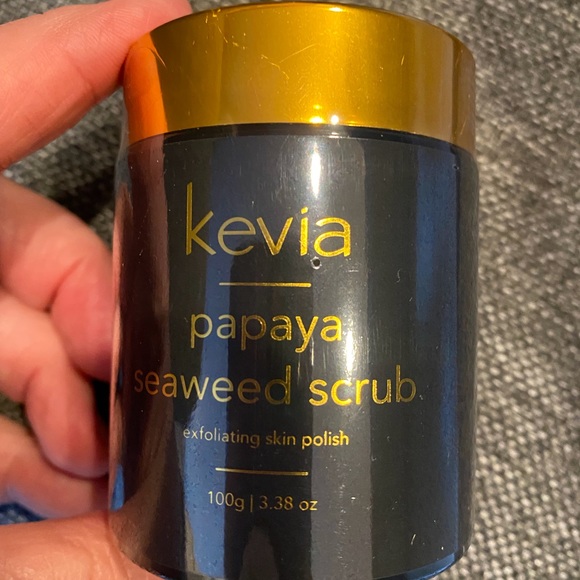 kevia
papaya
seaweed scrub
exfoliating skin polish
100g | 3.38 oz